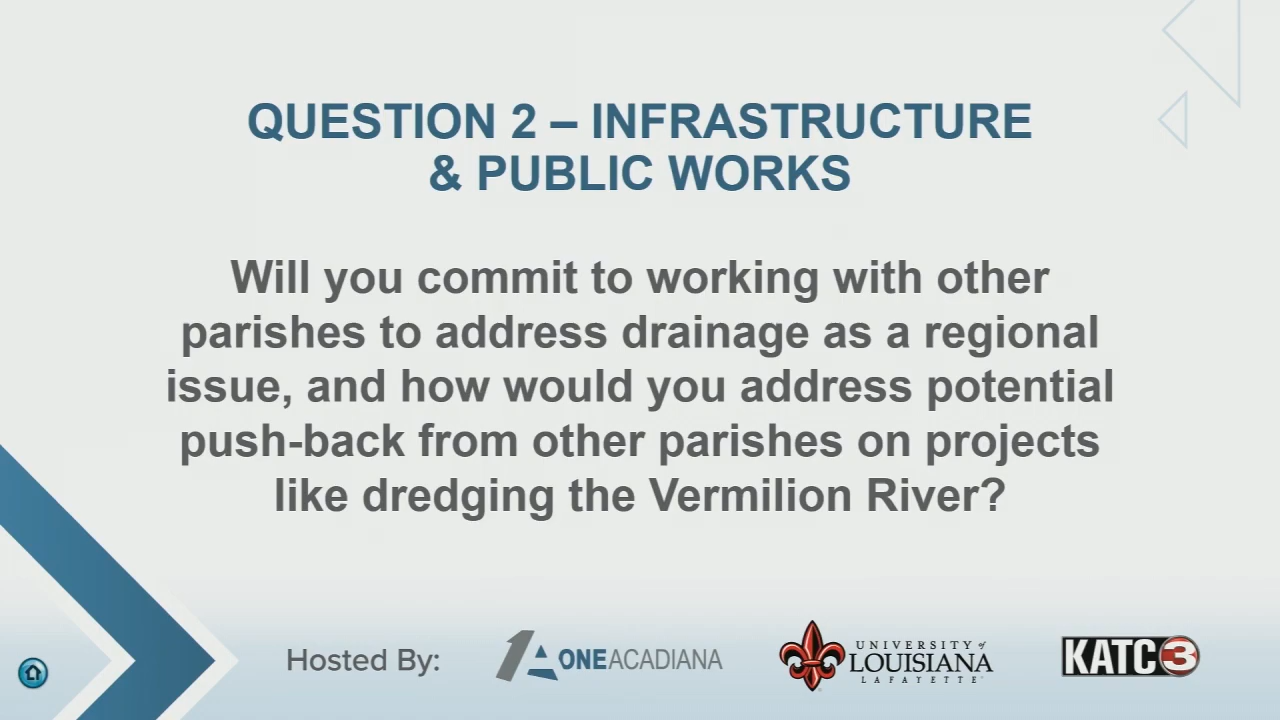 QUESTION 2 – INFRASTRUCTURE
& PUBLIC WORKS
Will you commit to working with other
parishes to address drainage as a regional
issue, and how would you address potential
push-back from other parishes on projects
like dredging the Vermilion River?
Hosted By:
ONEACADIANA
UNIVERSITY of
LOUISIANA
LAFAYETTE
KATC3